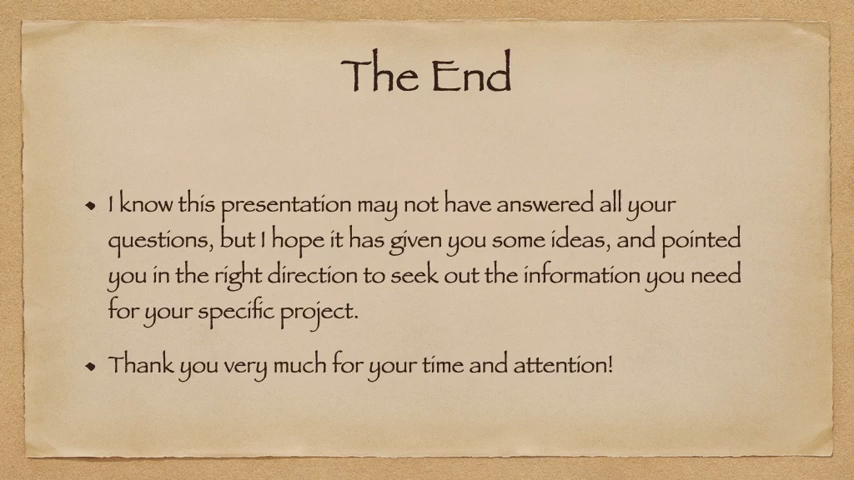 The End
• I know this presentation may not have answered all your
questions, but I hope it has given you some ideas, and pointed
you in the right direction to seek out the information you need
for your specific project.
• Thank you very much for your time and attention!